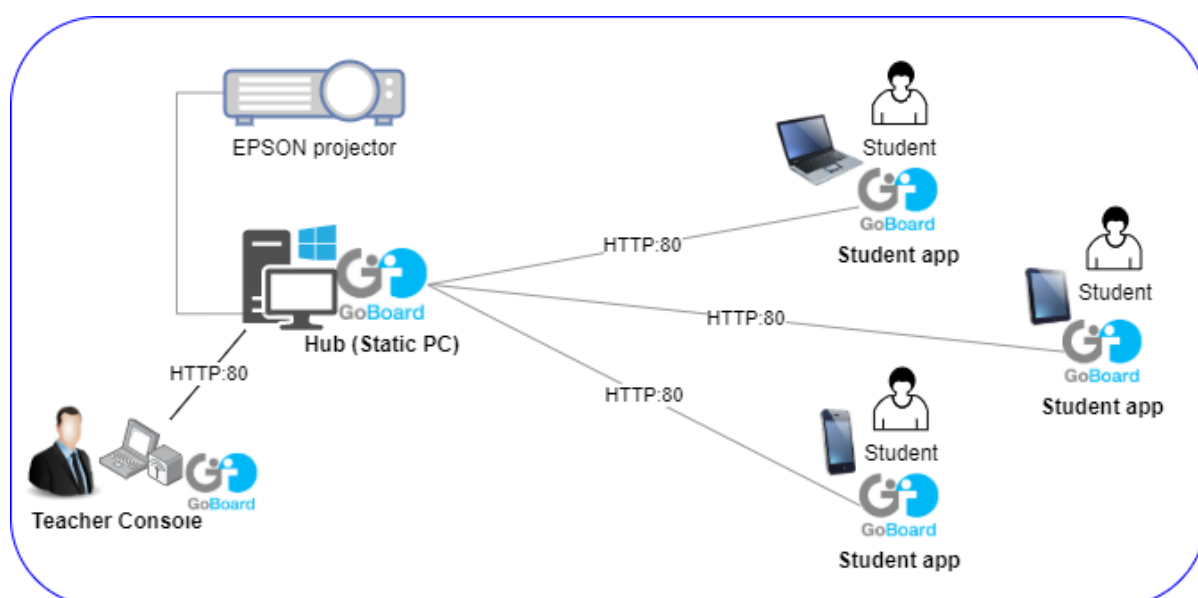 EPSON projector
Student
GoBoard
Student app
HTTP:80
Student
GoBoard
Hub (Static PC)
HTTP:80
GoBoard
Student app
HTTP:80
HTTP:80
Student
GoBoard
Teacher Console
GoBoard
Student app